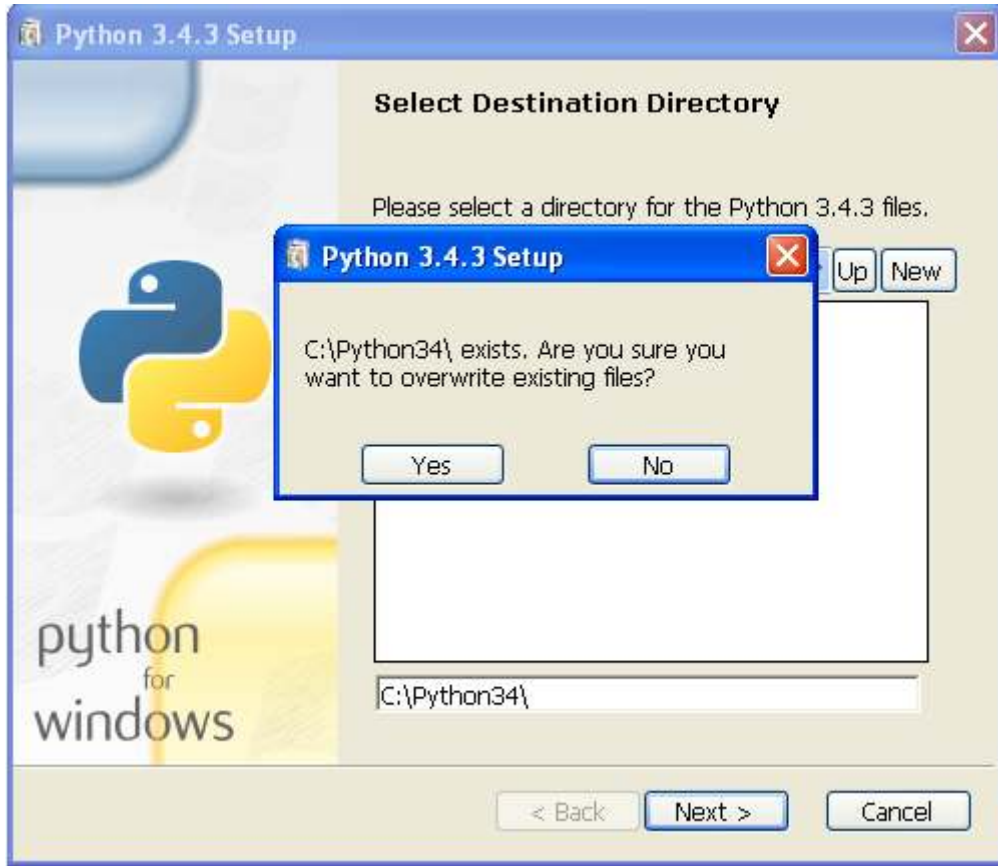 Python 3.4.3 Setup
Select Destination Directory
Please select a directory for the Python 3.4.3 files.
Up
New
Python 3.4.3 Setup
C:\Python34\ exists. Are you sure you
want to overwrite existing files?
Yes
No
C:\Python34\
python
for
windows
< Back
Next >
Cancel